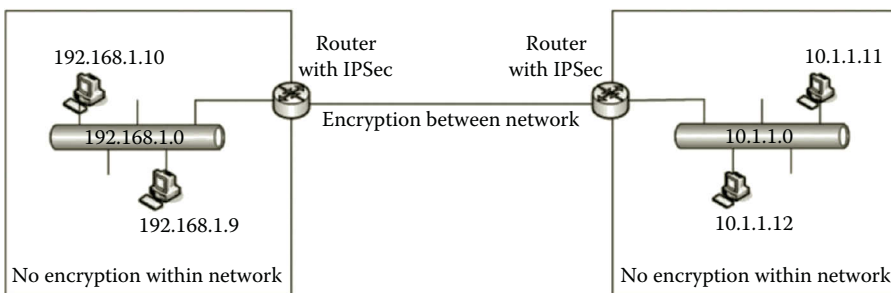 192.168.1.10
Router
with IPSec
Router
with IPSec
10.1.1.11
Encryption between network
192.168.1.0
10.1.1.0
192.168.1.9
10.1.1.12
No encryption within network
No encryption within network